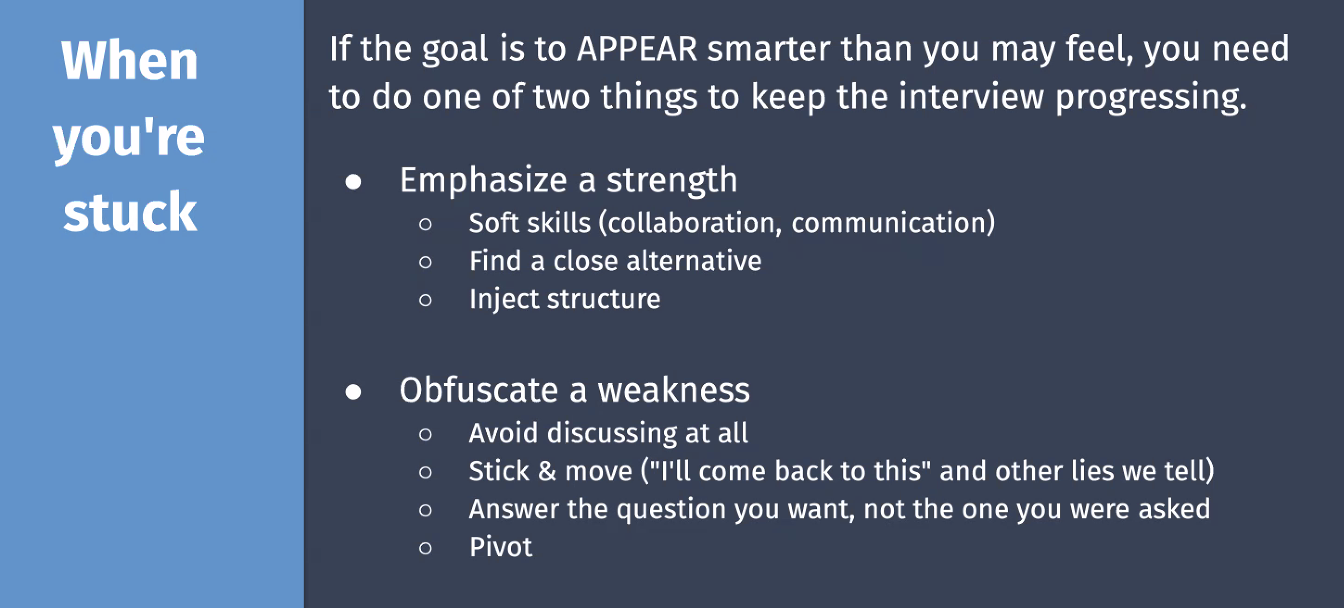 When
you're
stuck
If the goal is to APPEAR smarter than you may feel, you need
to do one of two things to keep the interview progressing.
● Emphasize a strength
○ Soft skills (collaboration, communication)
○ Find a close alternative
○ Inject structure
● Obfuscate a weakness
○ Avoid discussing at all
○ Stick & move ("I'll come back to this" and other lies we tell)
○ Answer the question you want, not the one you were asked
○ Pivot